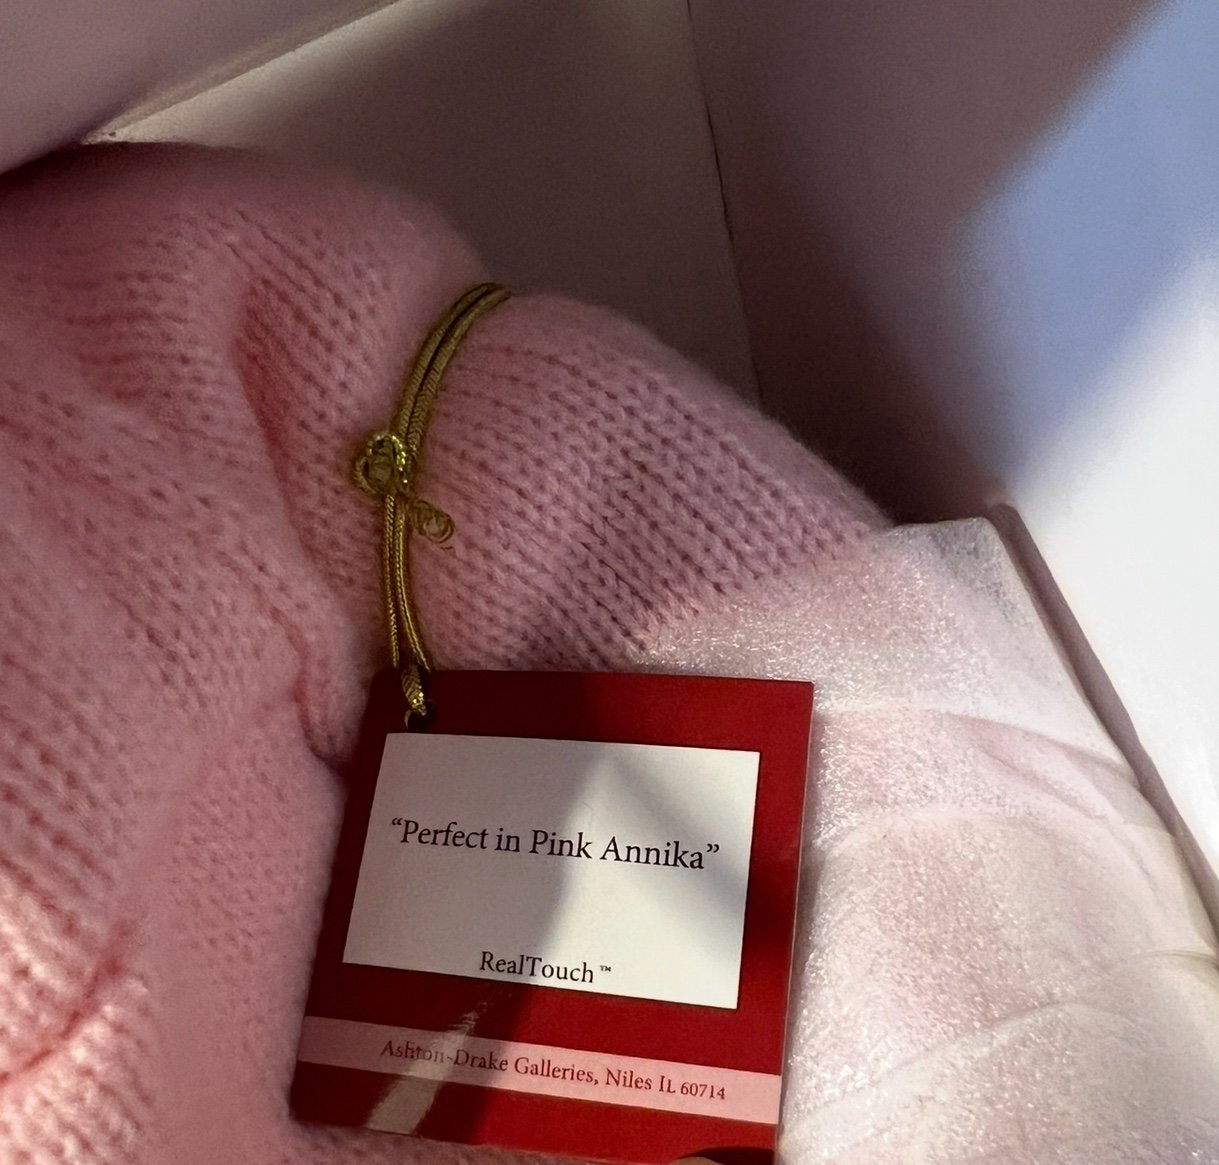 “Perfect in Pink Annika”
RealTouch™
Ashton-Drake Galleries, Niles IL 60714